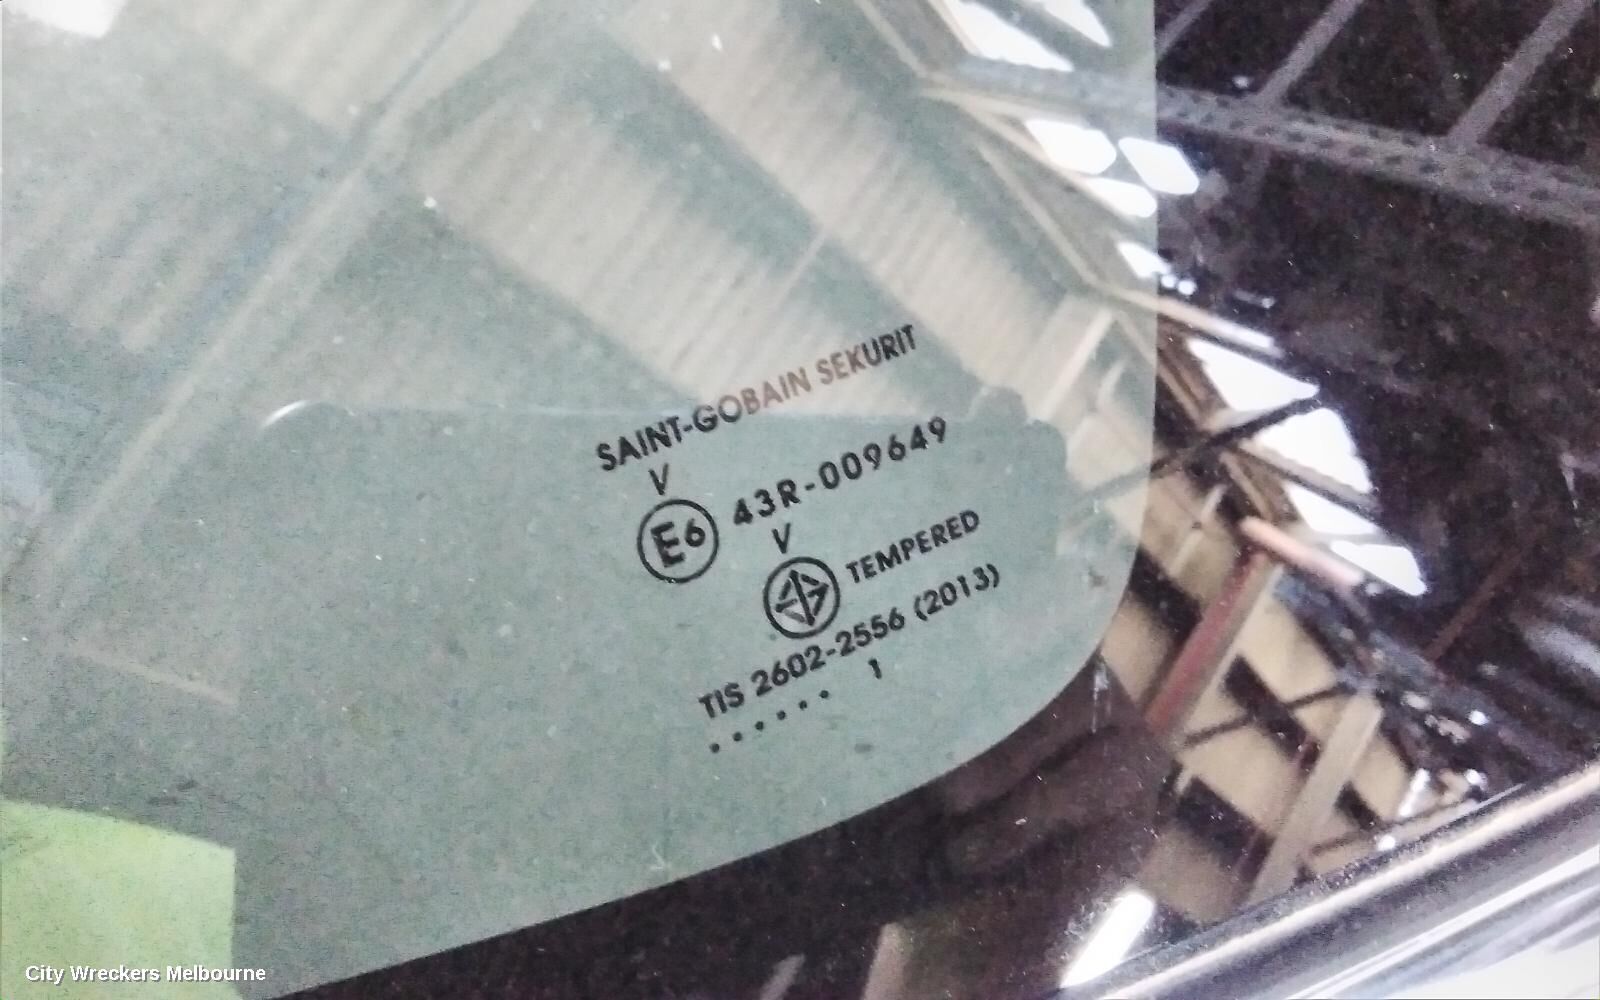 SAINT-GOBAIN SEKURIT
V
E6 43R-009649
V
TEMPERED
TIS 2602-2556 (2013)
...... 1
City Wreckers Melbourne